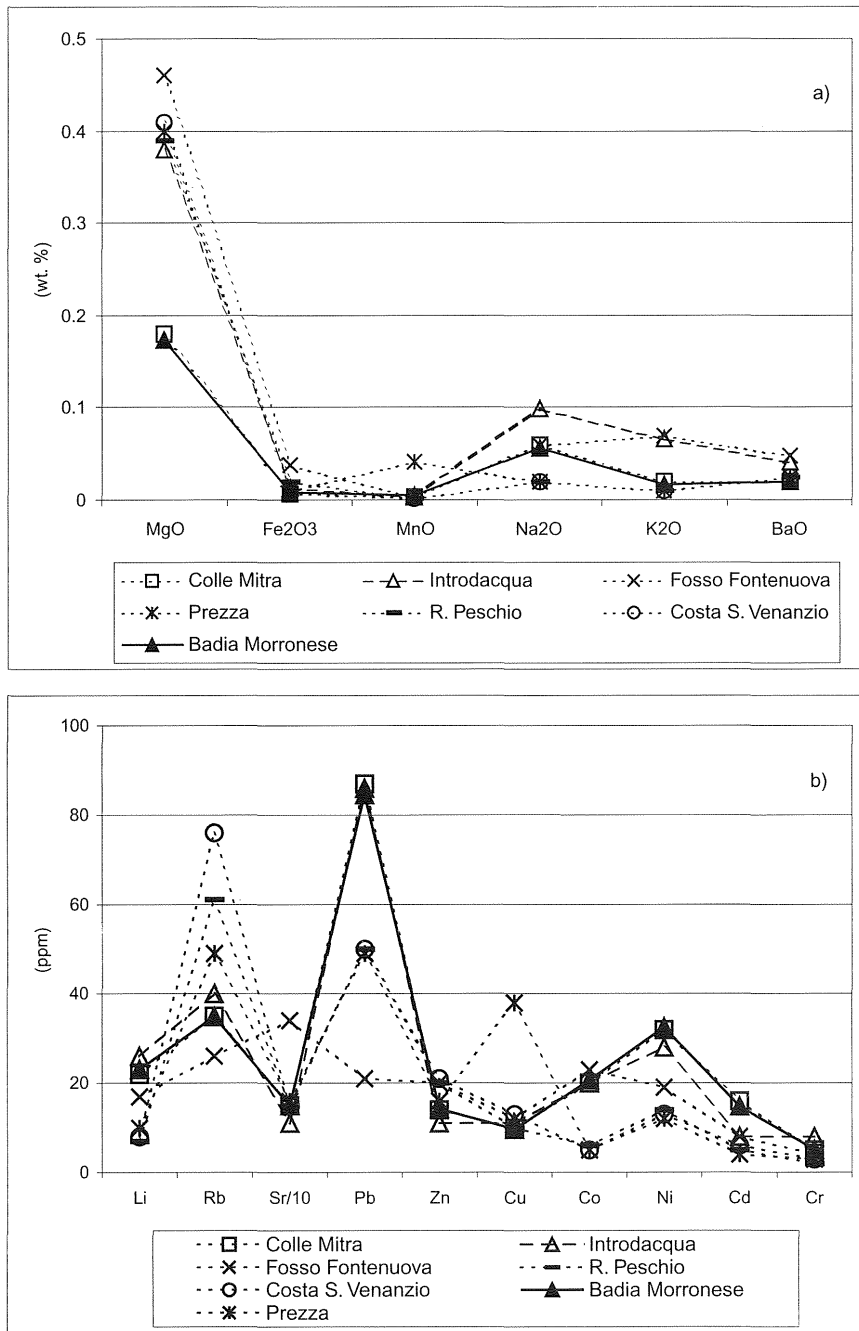 0.5
a)
0.4
0.3
(wt. %)
0.2
0.1
0
MgO Fe2O3 MnO Na2O K2O BaO
Colle Mitra Introdacqua Fosso Fontenuova
Prezza R. Peschio Costa S. Venanzio
Badia Morronese
100
b)
80
60
(ppm)
40
20
0
Li Rb Sr/10 Pb Zn Cu Co Ni Cd Cr
Colle Mitra Introdacqua
Fosso Fontenuova R. Peschio
Costa S. Venanzio Badia Morronese
Prezza